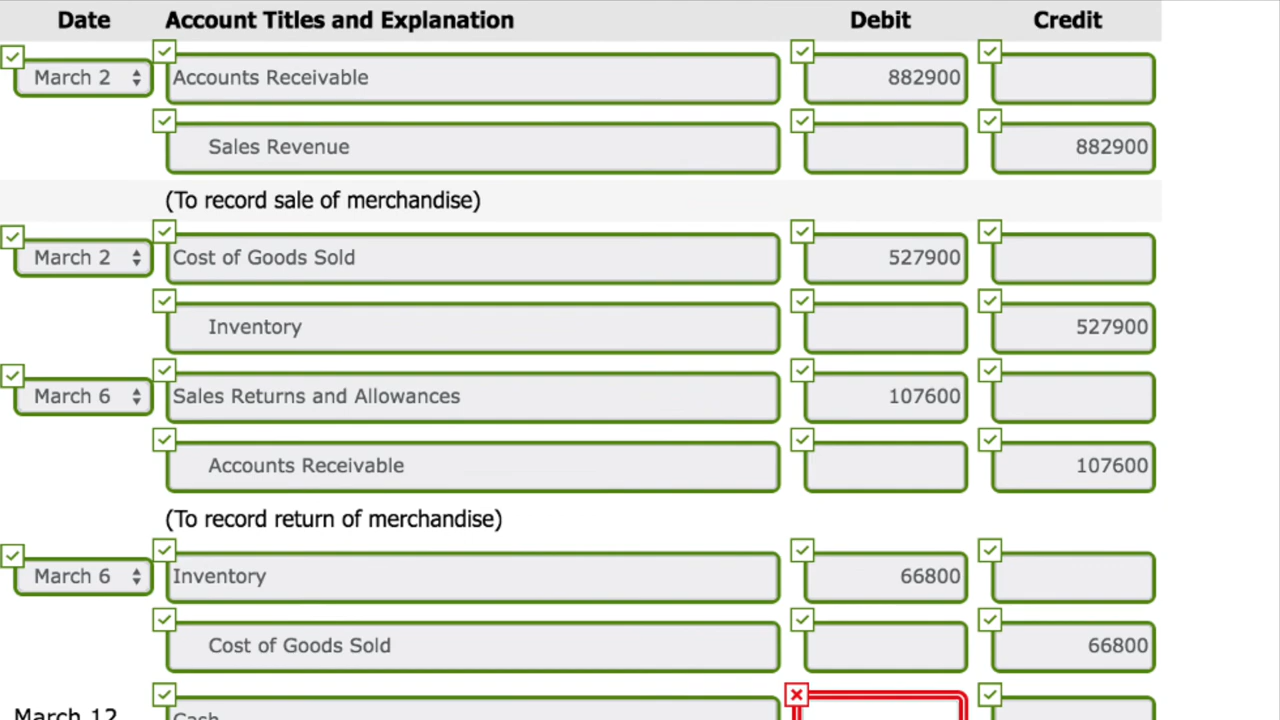 Date Account Titles and Explanation Debit Credit
March 2 Accounts Receivable 882900
Sales Revenue 882900
(To record sale of merchandise)
March 2 Cost of Goods Sold 527900
Inventory 527900
March 6 Sales Returns and Allowances 107600
Accounts Receivable 107600
(To record return of merchandise)
March 6 Inventory 66800
Cost of Goods Sold 66800
March 12 Cash